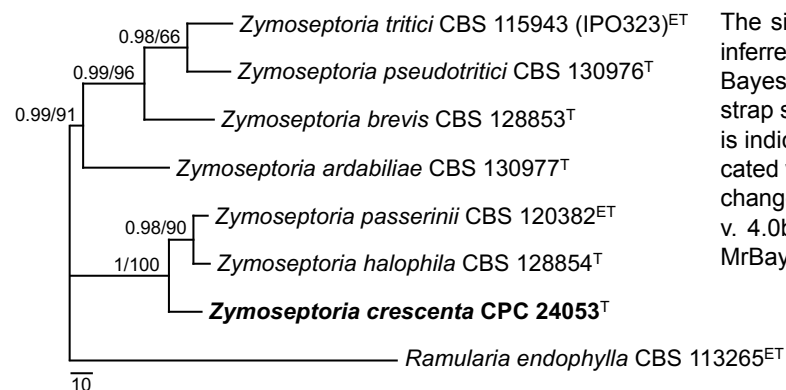 Zymoseptoria tritici CBS 115943 (IPO323)ET
0.98/66
Zymoseptoria pseudotritici CBS 130976T
0.99/96
Zymoseptoria brevis CBS 128853T
0.99/91
Zymoseptoria ardabiliae CBS 130977T
Zymoseptoria passerinii CBS 120382ET
0.98/90
Zymoseptoria halophila CBS 128854T
1/100
Zymoseptoria crescenta CPC 24053T
Ramularia endophylla CBS 113265ET
10
The si
inferre
Bayes
strap s
is indic
cated
chang
v. 4.0b
MrBay